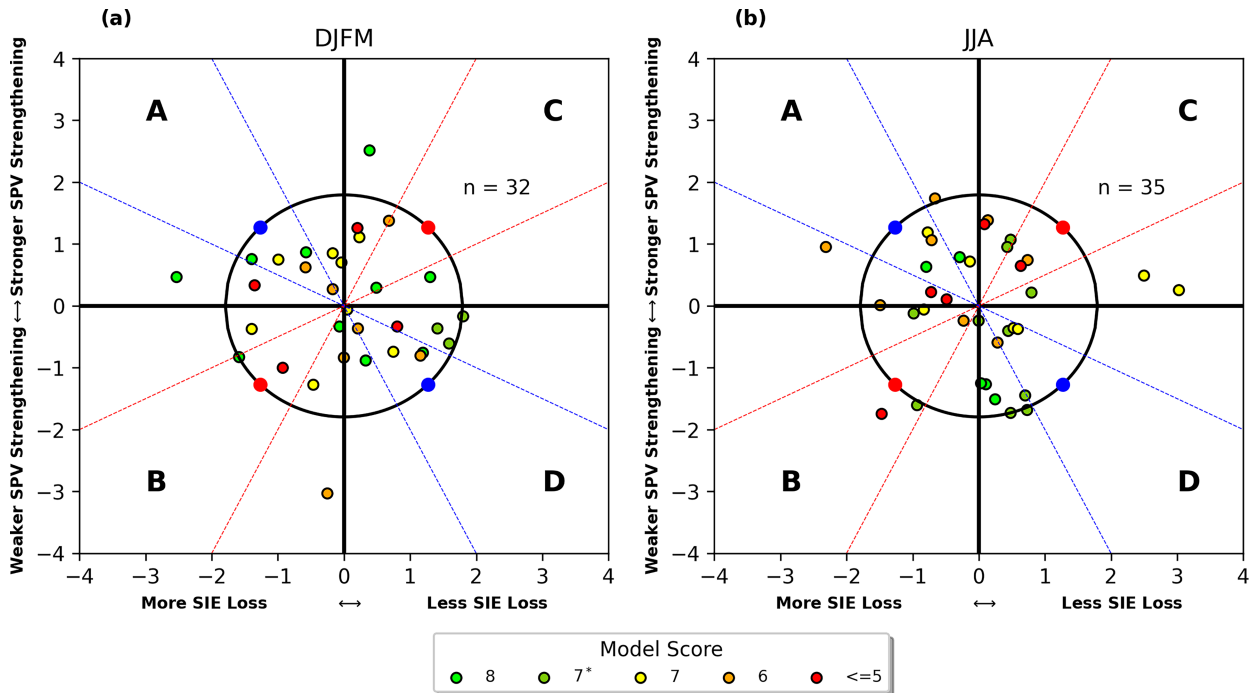 (a)
DJFM
Weaker SPV Strengthening ⟷ Stronger SPV Strengthening
4
3
2
1
0
−1
−2
−3
−4
A
C
n = 32
B
D
−4 −3 −2 −1 0 1 2 3 4
More SIE Loss ⟷ Less SIE Loss
(b)
JJA
Weaker SPV Strengthening ⟷ Stronger SPV Strengthening
4
3
2
1
0
−1
−2
−3
−4
A
C
n = 35
B
D
−4 −3 −2 −1 0 1 2 3 4
More SIE Loss ⟷ Less SIE Loss
Model Score
8 7* 7 6 <=5